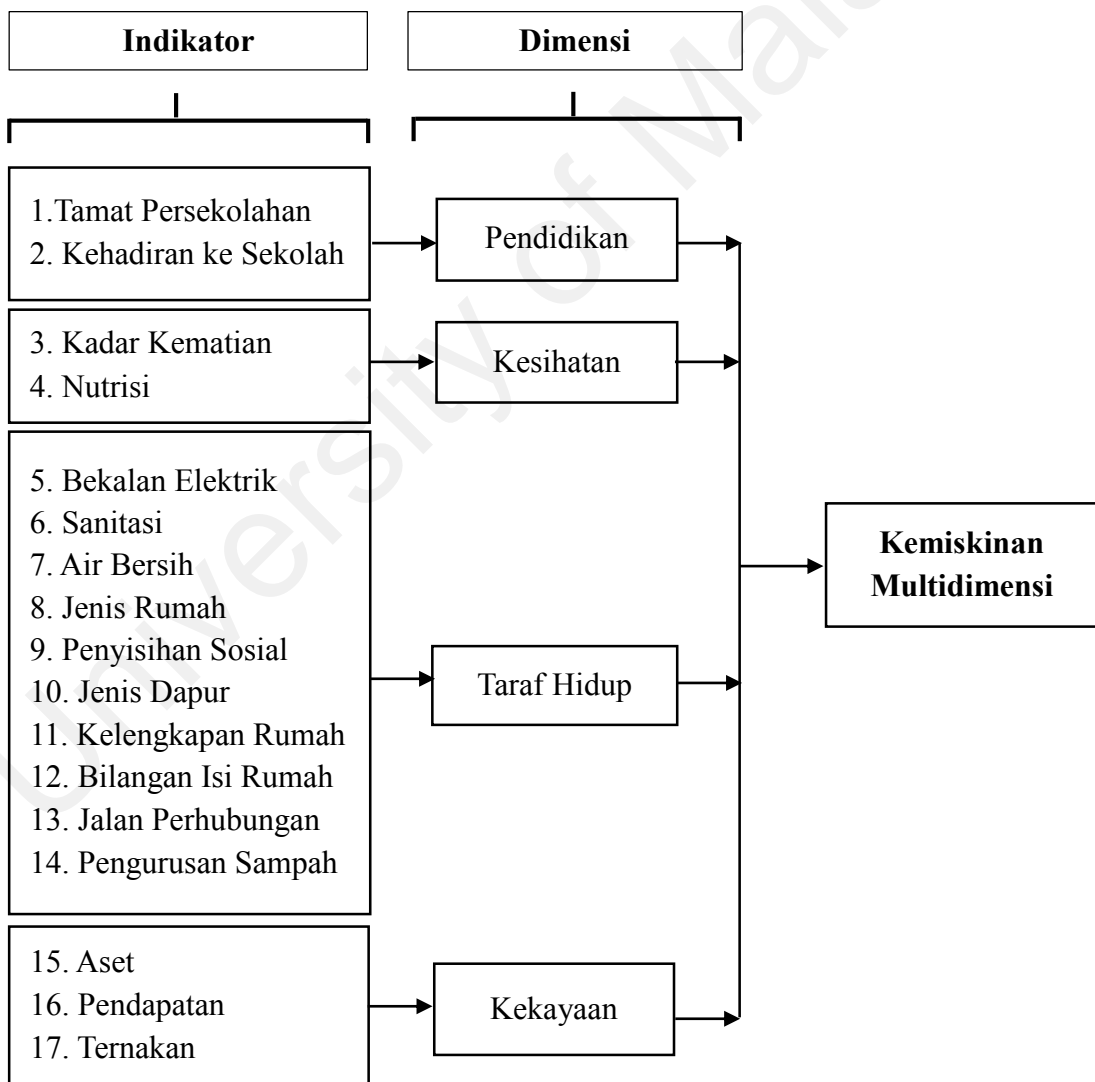 Indikator
Dimensi
1.Tamat Persekolahan
2. Kehadiran ke Sekolah
Pendidikan
3. Kadar Kematian
4. Nutrisi
Kesihatan
5. Bekalan Elektrik
6. Sanitasi
7. Air Bersih
8. Jenis Rumah
9. Penyisihan Sosial
10. Jenis Dapur
11. Kelengkapan Rumah
12. Bilangan Isi Rumah
13. Jalan Perhubungan
14. Pengurusan Sampah
Taraf Hidup
15. Aset
16. Pendapatan
17. Ternakan
Kekayaan
Kemiskinan
Multidimensi
University of